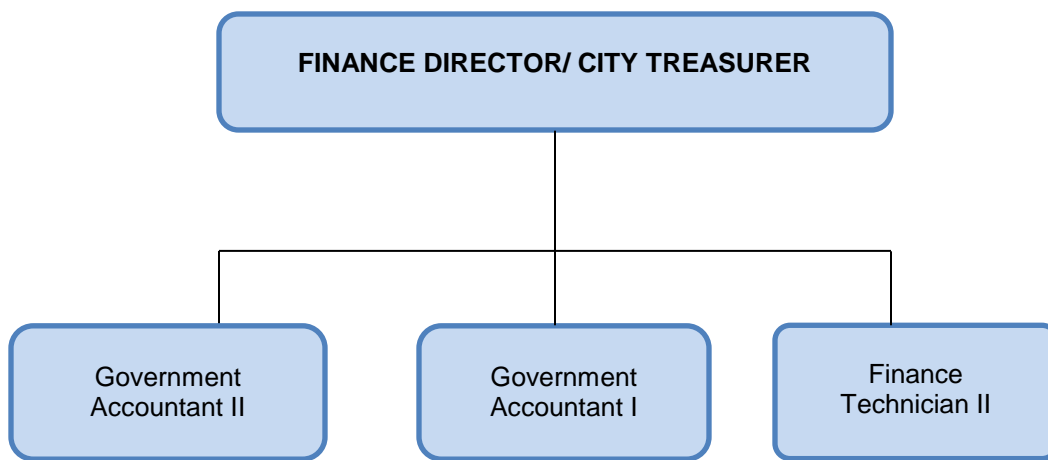 FINANCE DIRECTOR/ CITY TREASURER
Government
Accountant II
Government
Accountant I
Finance
Technician II